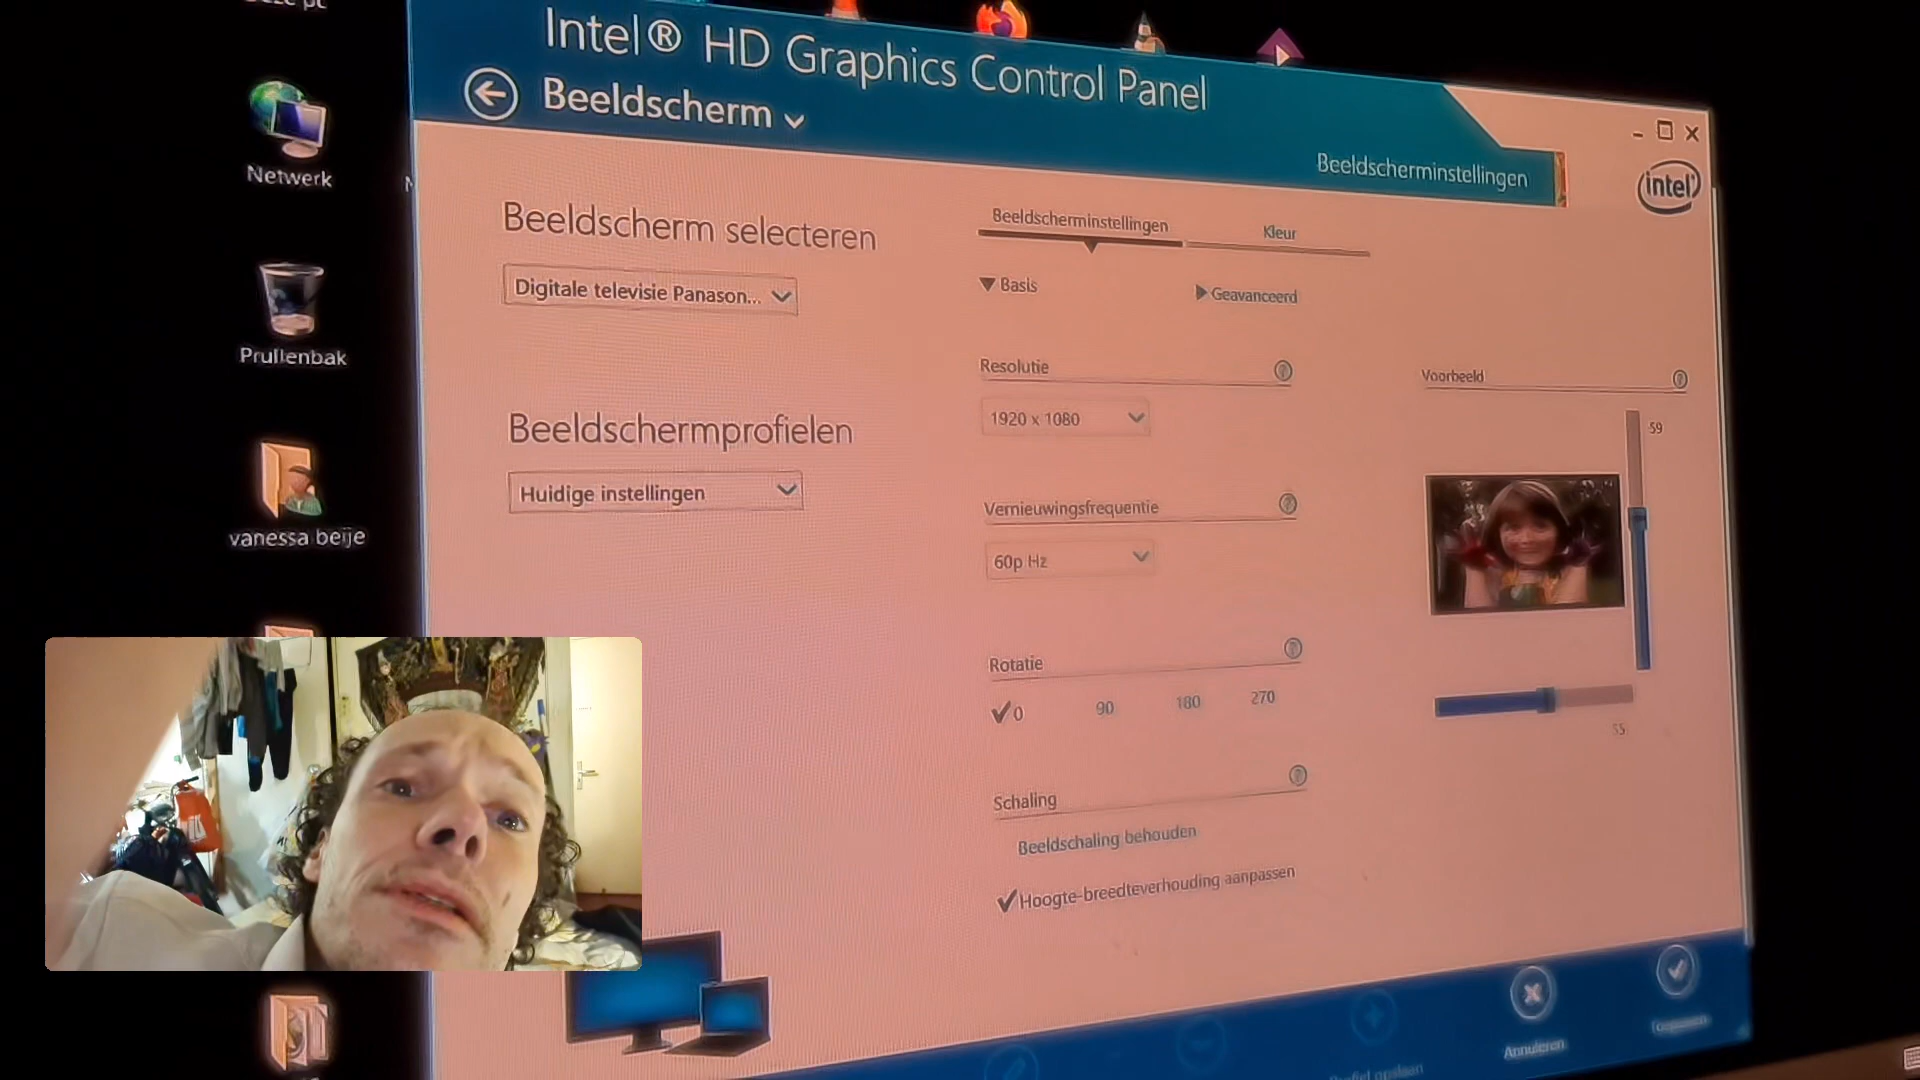 Intel® HD Graphics Control Panel
Beeldscherm
Beeldscherminstellingen
intel
Netwerk
Prullenbak
vanessa beije
Beeldscherm selecteren
Digitale televisie Panason...
Beeldschermprofielen
Huidige instellingen
Beeldscherminstellingen
Kleur
Basis
Geavanceerd
Resolutie
1920 x 1080
Vernieuwingsfrequentie
60p Hz
Rotatie
0
90
180
270
Schaling
Beeldschaling behouden
Hoogte-breedteverhouding aanpassen
Voorbeeld
59
55
Annuleren